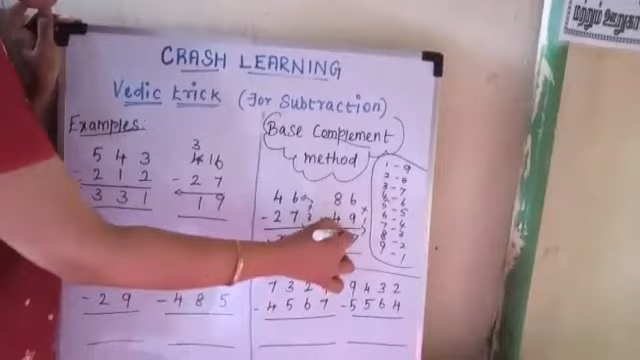 மற்றும்
CRASH LEARNING
Vedic trick (For Subtraction)
Examples:
Base Complement
method
5 4 3
- 2 1 2
3 3 1
3
4 16
- 2 7
1 9
4 6
- 2 7
8 6
- 4 9
7
1 - 9
2 - 8
3 - 7
4 - 6
5 - 5
6 - 4
7 - 3
8 - 2
9 - 1
- 2 9
- 4 8 5
7 3 2
- 4 5 6 7
9 4 3 2
- 5 5 6 4